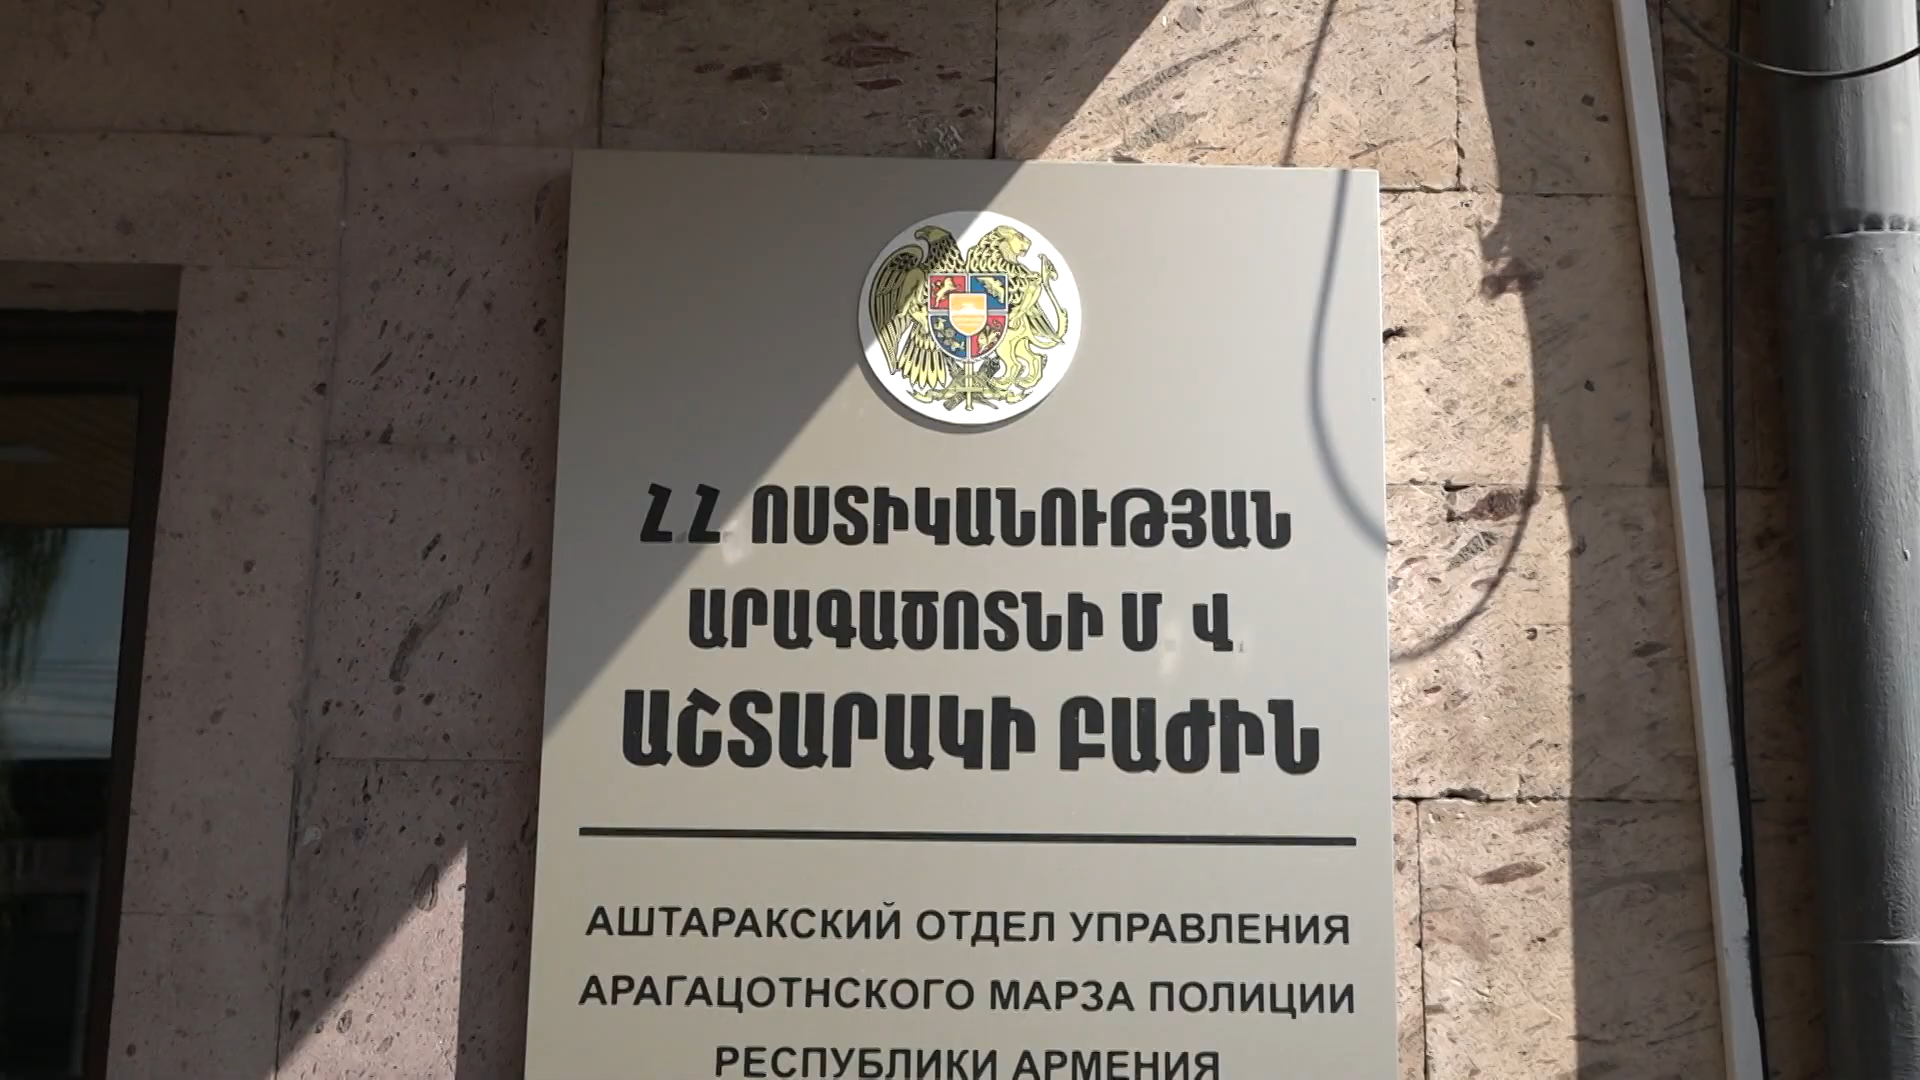 ՀՀ ՈՍՏԻԿԱՆՈՒԹՅԱՆ
ԱՐԱԳԱԾՈՏՆԻ Մ Վ
ԱՇՏԱՐԱԿԻ ԲԱԺԻՆ
АШТАРАКСКИЙ ОТДЕЛ УПРАВЛЕНИЯ
АРАГАЦОТНСКОГО МАРЗА ПОЛИЦИИ
РЕСПУБЛИКИ АРМЕНИЯ